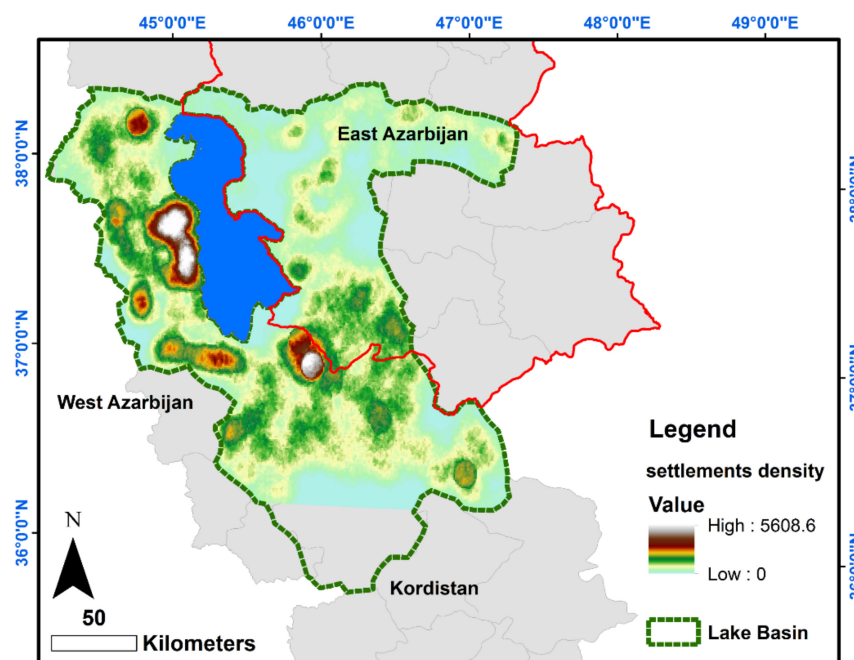 45°0'0"E 46°0'0"E 47°0'0"E 48°0'0"E 49°0'0"E
38°0'0"N
East Azarbijan
37°0'0"N
West Azarbijan
Legend
settlements density
Value
High : 5608.6
Low : 0
36°0'0"N
N
Kordistan
50
Kilometers
Lake Basin